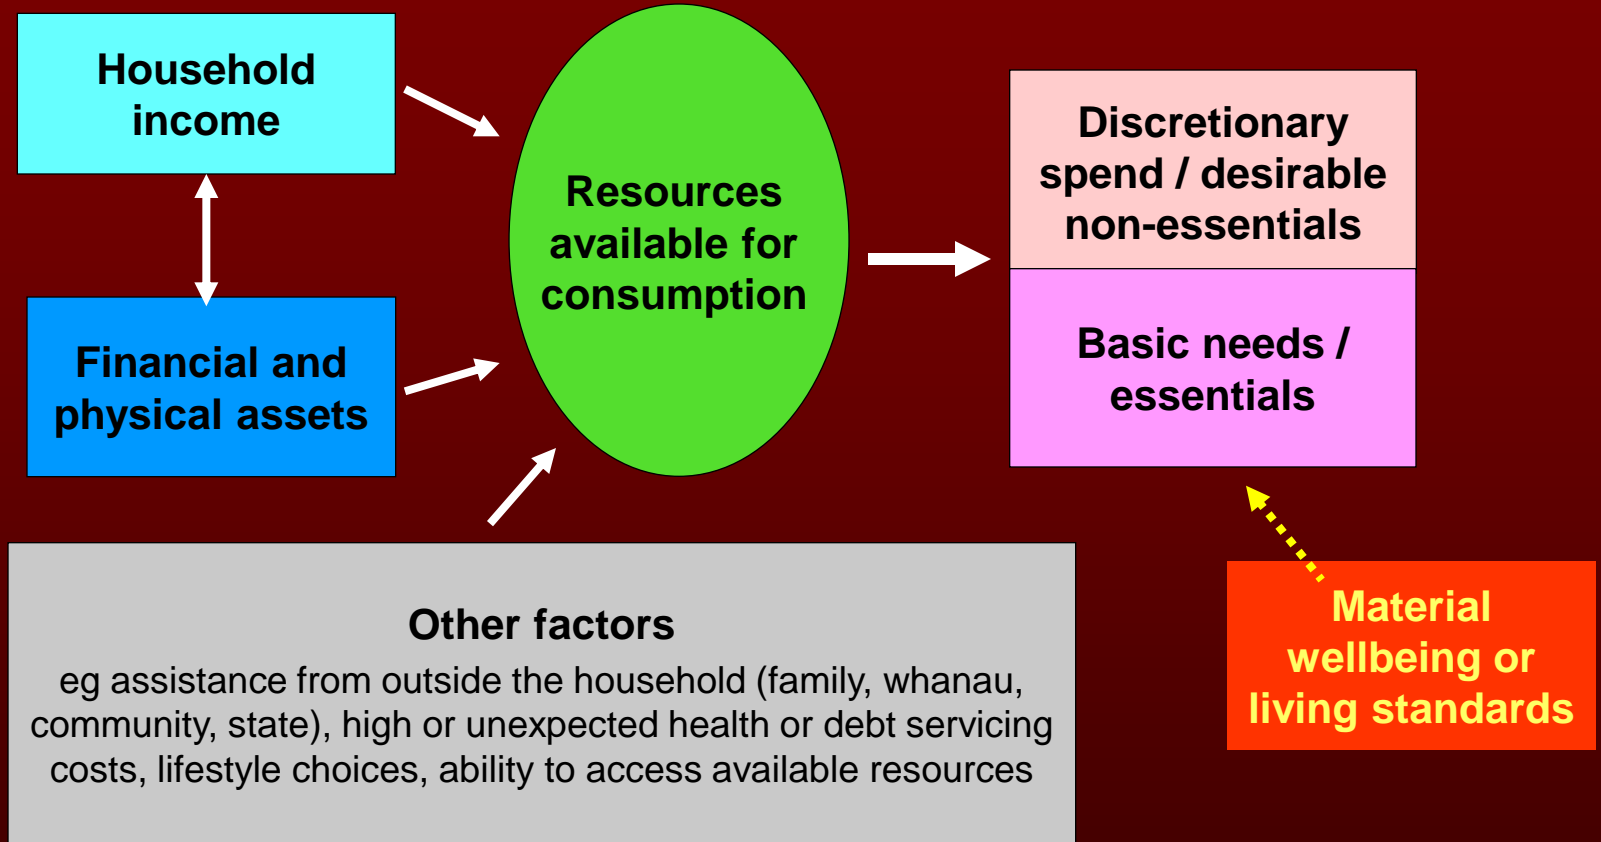 Household
income
Financial and
physical assets
Resources
available for
consumption
Discretionary
spend / desirable
non-essentials
Basic needs /
essentials
Other factors
eg assistance from outside the household (family, whanau,
community, state), high or unexpected health or debt servicing
costs, lifestyle choices, ability to access available resources
Material
wellbeing or
living standards